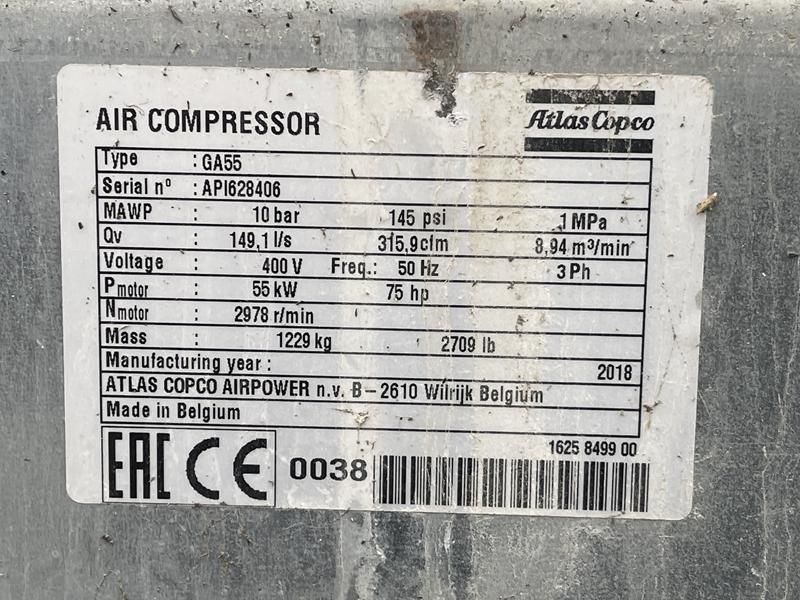 AIR COMPRESSOR
Atlas Copco
Type : GA55
Serial nº : API628406
MAWP : 10 bar 145 psi 1 MPa
Qv : 149,1 l/s 315,9 cfm 8,94 m³/min
Voltage : 400 V Freq.: 50 Hz 3 Ph
Pmotor : 55 kW 75 hp
Nmotor : 2978 r/min
Mass : 1229 kg 2709 lb
Manufacturing year : 2018
ATLAS COPCO AIRPOWER n.v. B-2610 Wilrijk Belgium
Made in Belgium
1625 8499 00
EAC CE 0038